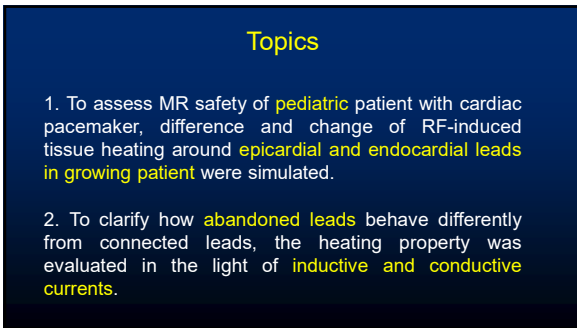 Topics
1. To assess MR safety of pediatric patient with cardiac
pacemaker, difference and change of RF-induced
tissue heating around epicardial and endocardial leads
in growing patient were simulated.
2. To clarify how abandoned leads behave differently
from connected leads, the heating property was
evaluated in the light of inductive and conductive
currents.